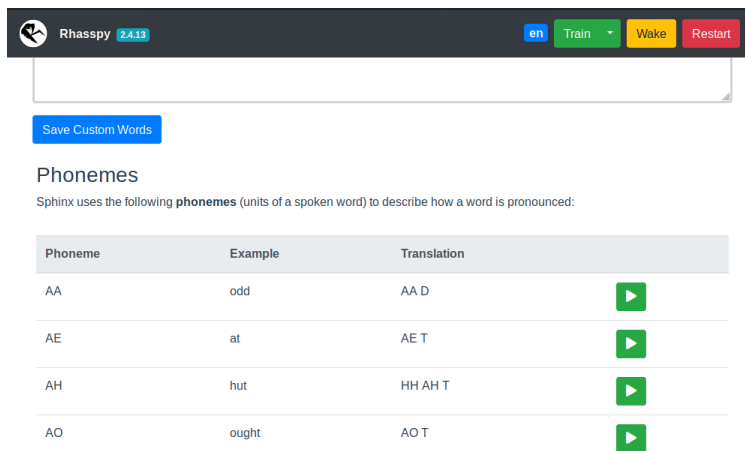 Rhasspy 2.4.13 en Train Wake Restart
Save Custom Words
Phonemes
Sphinx uses the following phonemes (units of a spoken word) to describe how a word is pronounced:
Phoneme Example Translation
AA odd AA D
AE at AE T
AH hut HH AH T
AO ought AO T